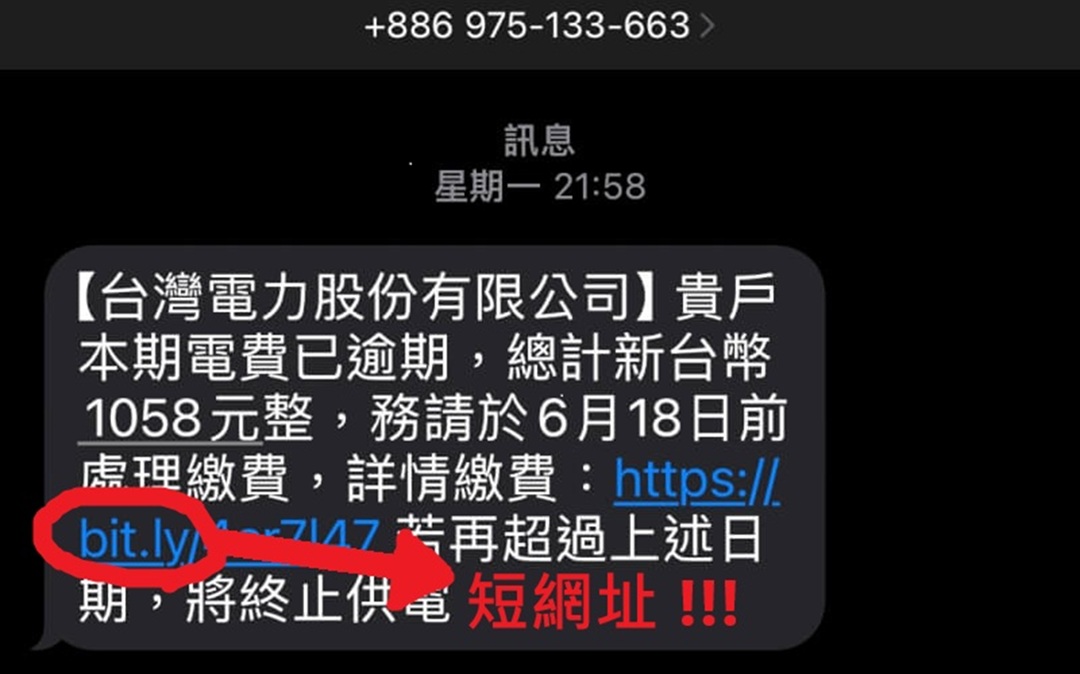 +886 975-133-663
訊息
星期一 21:58
【台灣電力股份有限公司】貴戶
本期電費已逾期，總計新台幣
1058元整，務請於6月18日前
處理繳費，詳情繳費：https://
bit.ly/ 若再超過上述日
期，將終止供電
短網址 !!!